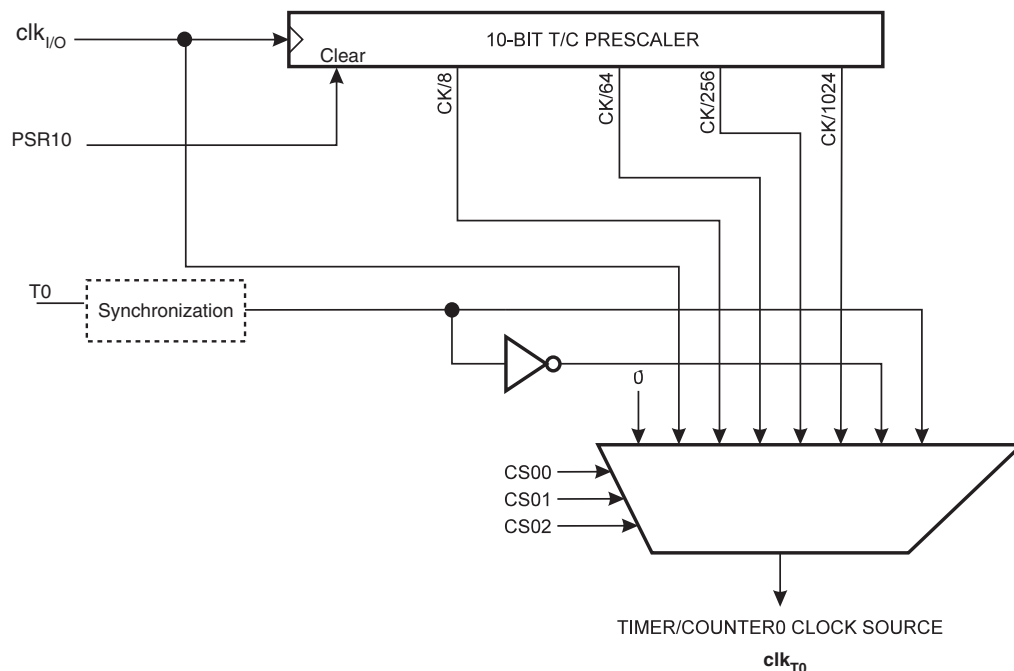 clkI/O
10-BIT T/C PRESCALER
Clear
CK/8
CK/64
CK/256
CK/1024
PSR10
T0
Synchronization
0
CS00
CS01
CS02
TIMER/COUNTER0 CLOCK SOURCE
clkT0